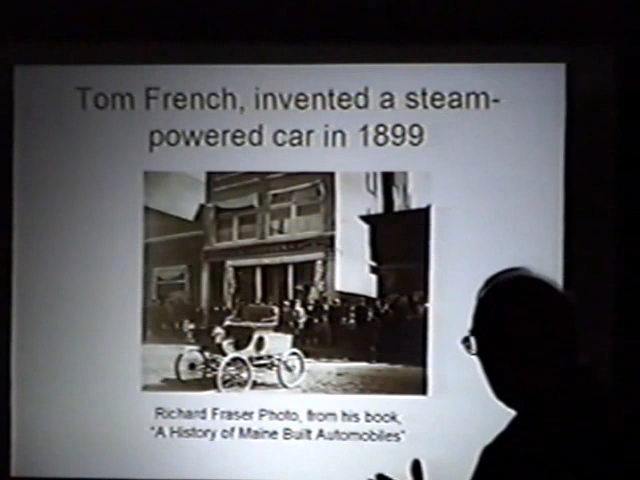 Tom French, invented a steam-
powered car in 1899
Richard Fraser Photo, from his book,
"A History of Maine Built Automobiles"